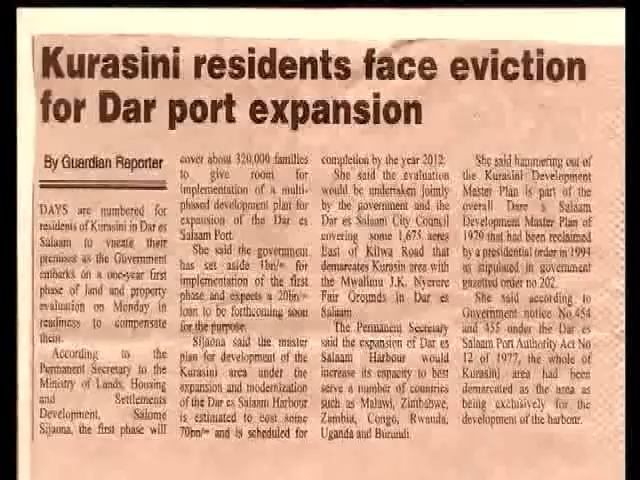 Kurasini residents face eviction
for Dar port expansion
By Guardian Reporter
DAYS are numbered for
residents of Kurasini in Dar es
Salaam to vacate their
premises as the Government
embarks on a one-year first
phase of land and property
evaluation on Monday in
readiness to compensate
them.
According to the
Permanent Secretary to the
Ministry of Lands, Housing
and Settlements
Development, Salome
Sijaona, the first phase will
cover about 320,000 families
to give room for
implementation of a multi-
phased development plan for
expansion of the Dar es
Salaam Port.
She said the government
has set aside 1bn/= for
implementation of the first
phase and expects a 20bn/=
loan to be forthcoming soon
for the purpose.
Sijaona said the master
plan for development of the
Kurasini area under the
expansion and modernization
of the Dar es Salaam Harbour
is estimated to cost some
70bn/= and is scheduled for
completion by the year 2012.
She said the evaluation
would be undertaken jointly
by the government and the
Dar es Salaam City Council
covering some 1,673 acres
East of Kilwa Road that
demarcates Kurasin area with
the Mwalimu J.K. Nyerere
Fair Grounds in Dar es
Salaam.
The Permanent Secretary
said the expansion of Dar es
Salaam Harbour would
increase its capacity to best
serve a number of countries
such as Malawi, Zimbabwe,
Zambia, Congo, Rwanda,
Uganda and Burundi.
She said hammering out of
the Kurasini Development
Master Plan is part of the
overall Dare s Salaam
Development Master Plan of
1979 that had been reclaimed
by a presidential order in 1994
as stipulated in government
gazetted order no 202.
She said according to
Government notice No 454
and 455 under the Dar es
Salaam Port Authority Act No
12 of 1977, the whole of
Kurasini area had been
demarcated as the area as
being exclusively for the
development of the harbour.